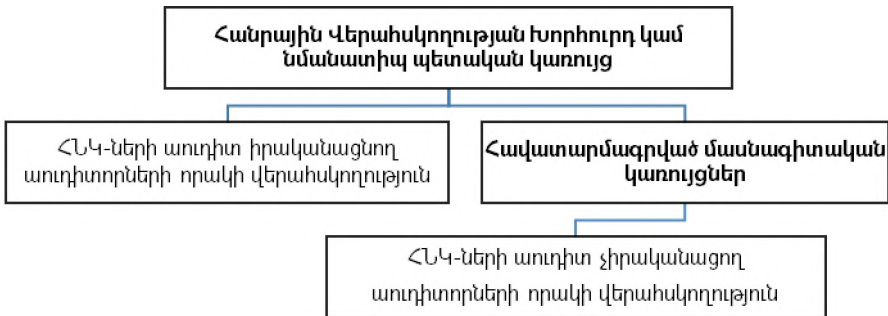 Հանրային Վերահսկողության Խորհուրդ կամ
նմանատիպ պետական կառույց
ՀՆԿ-ների աուդիտ իրականացնող
աուդիտորների որակի վերահսկողություն
Հավատարմագրված մասնագիտական
կառույցներ
ՀՆԿ-ների աուդիտ չիրականացող
աուդիտորների որակի վերահսկողություն